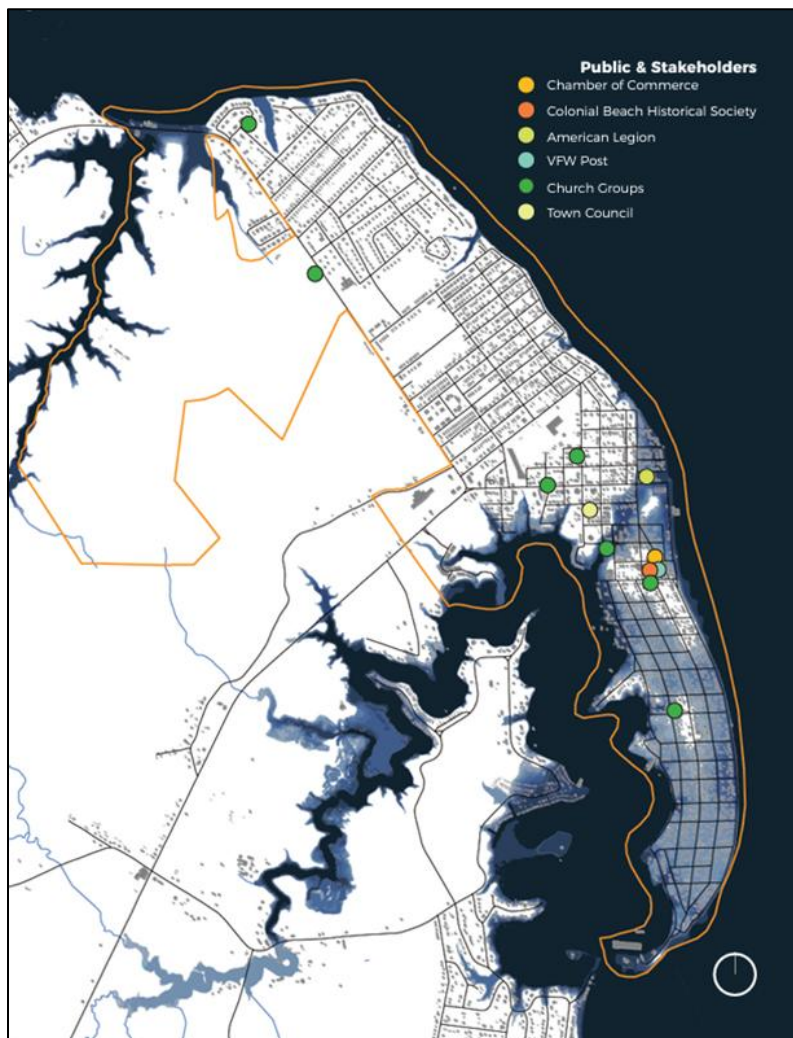 Public & Stakeholders
Chamber of Commerce
Colonial Beach Historical Society
American Legion
VFW Post
Church Groups
Town Council